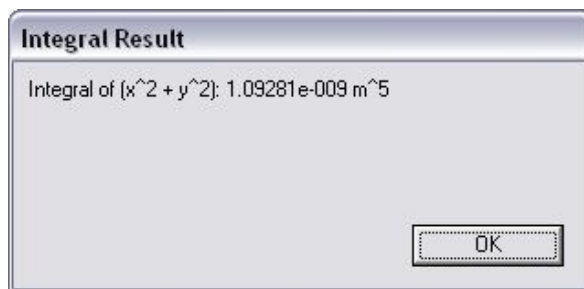 Integral Result
Integral of (x^2 + y^2): 1.09281e-009 m^5
OK